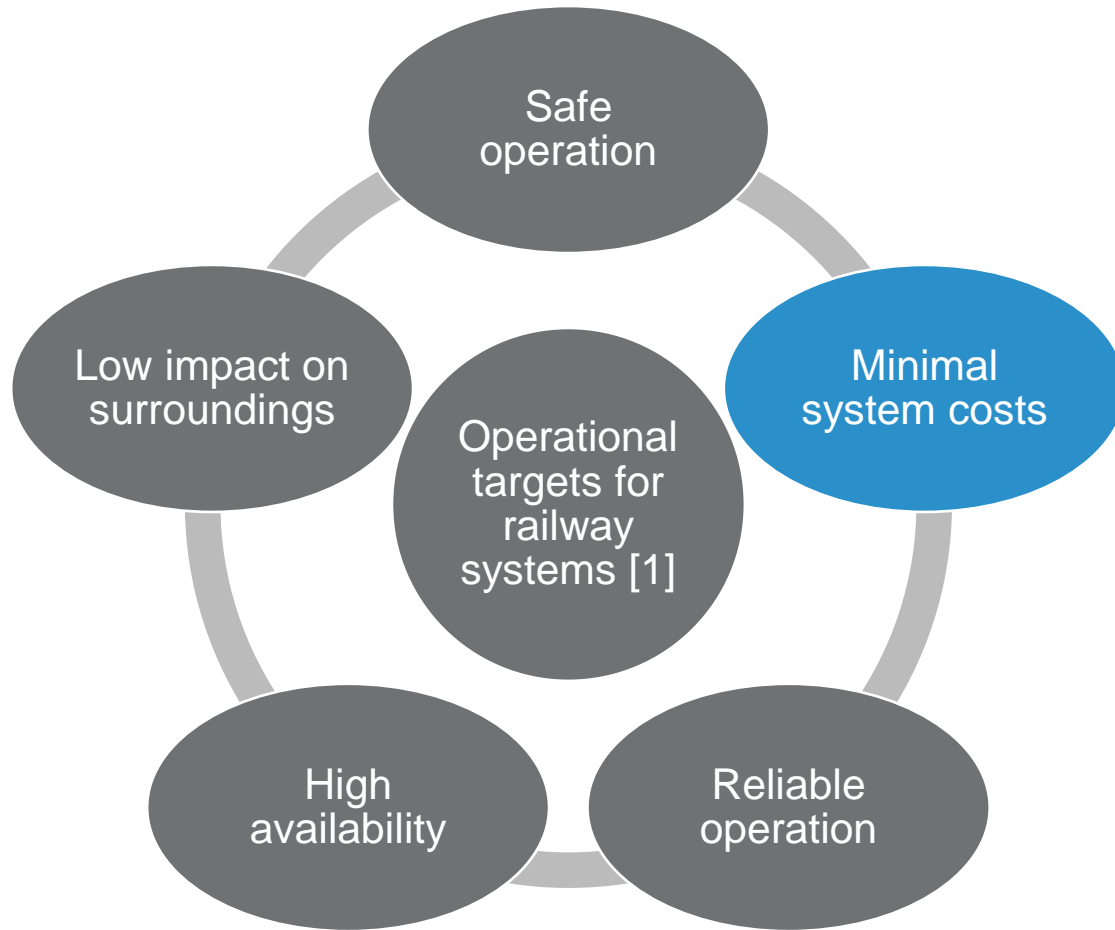 Safe
operation
Low impact on
surroundings
Minimal
system costs
Operational
targets for
railway
systems [1]
High
availability
Reliable
operation